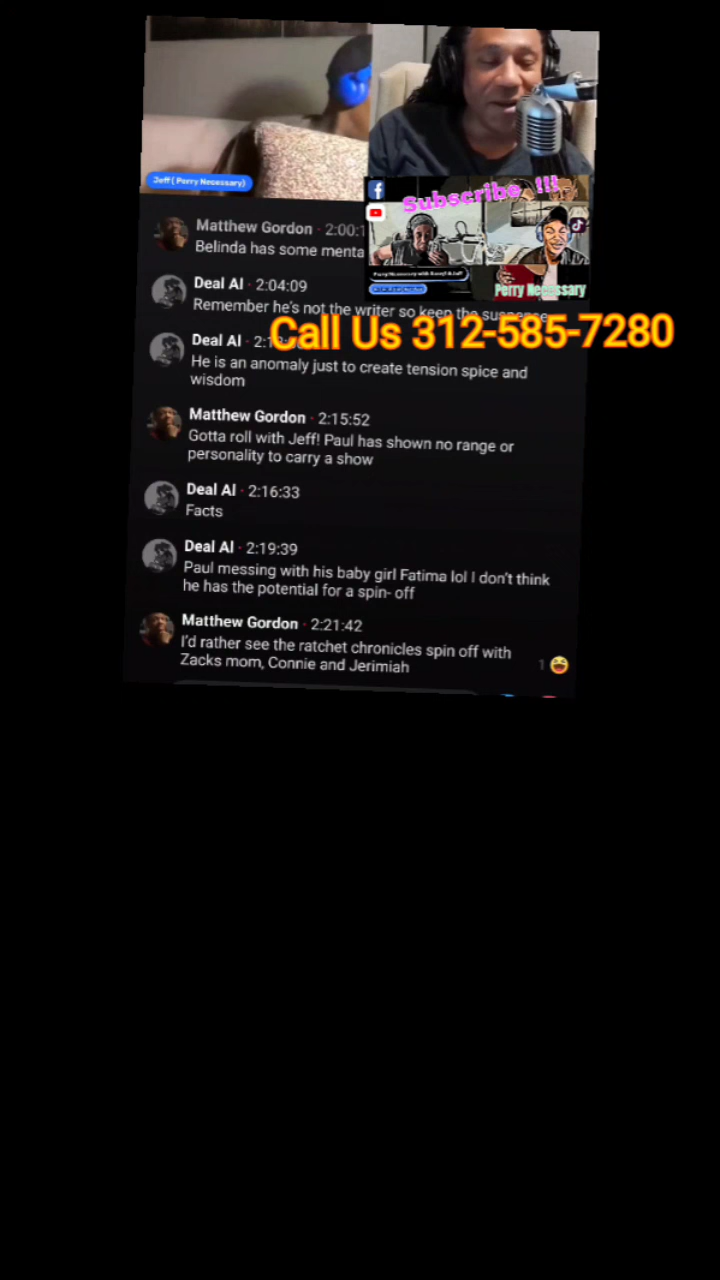 Jeff ( Perry Necessary)
Subscribe !!!
Perry Necessary
Matthew Gordon · 2:00:1
Belinda has some menta
Deal Al · 2:04:09
Remember he's not the writer so keep the suspense
Call Us 312-585-7280
Deal Al
He is an anomaly just to create tension spice and
wisdom
Matthew Gordon · 2:15:52
Gotta roll with Jeff! Paul has shown no range or
personality to carry a show
Deal Al · 2:16:33
Facts
Deal Al · 2:19:39
Paul messing with his baby girl Fatima lol I don't think
he has the potential for a spin- off
Matthew Gordon · 2:21:42
I'd rather see the ratchet chronicles spin off with
Zacks mom, Connie and Jerimiah
1